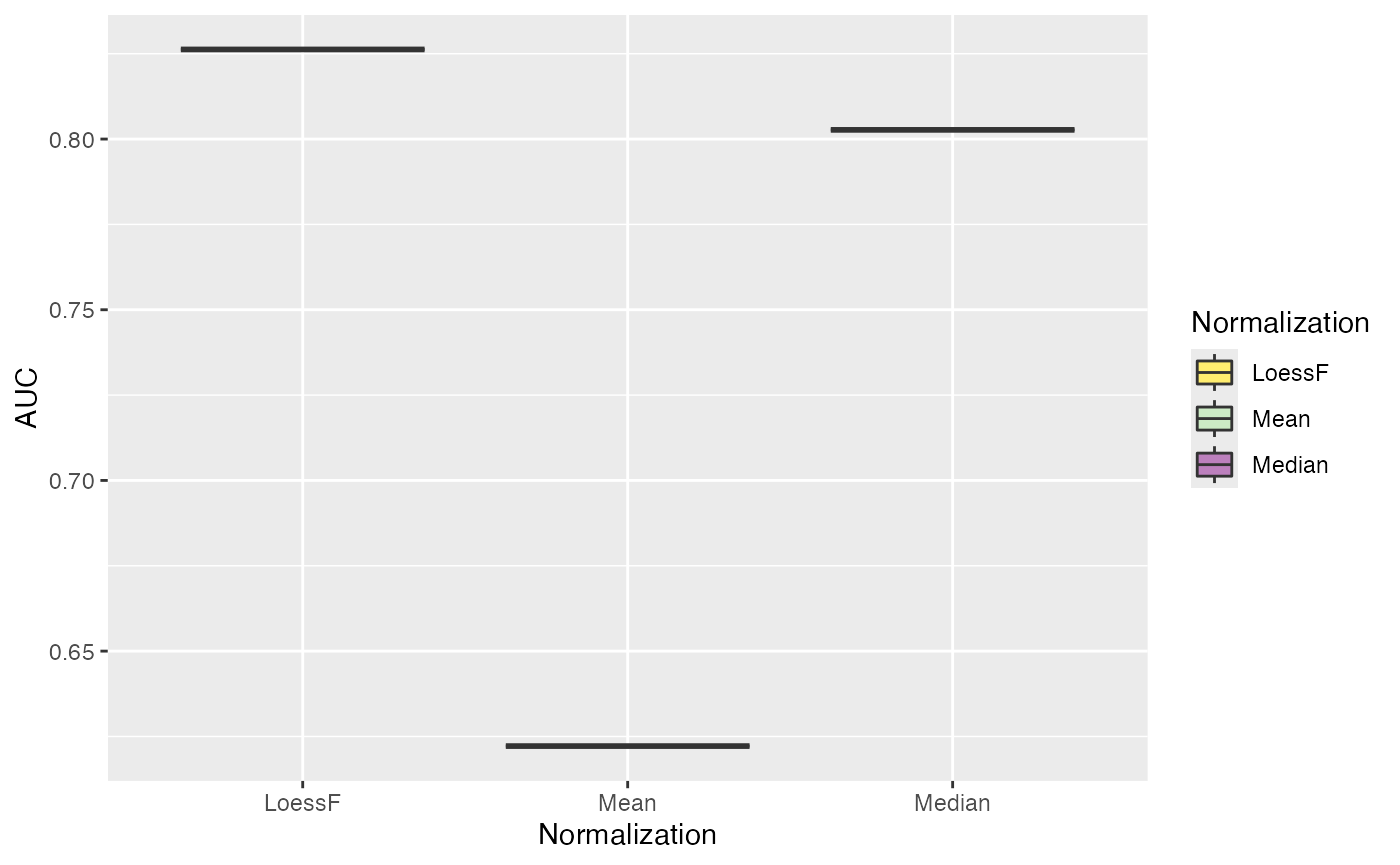 AUC
0.80
0.75
0.70
0.65
LoessF
Mean
Median
Normalization
Normalization
LoessF
Mean
Median